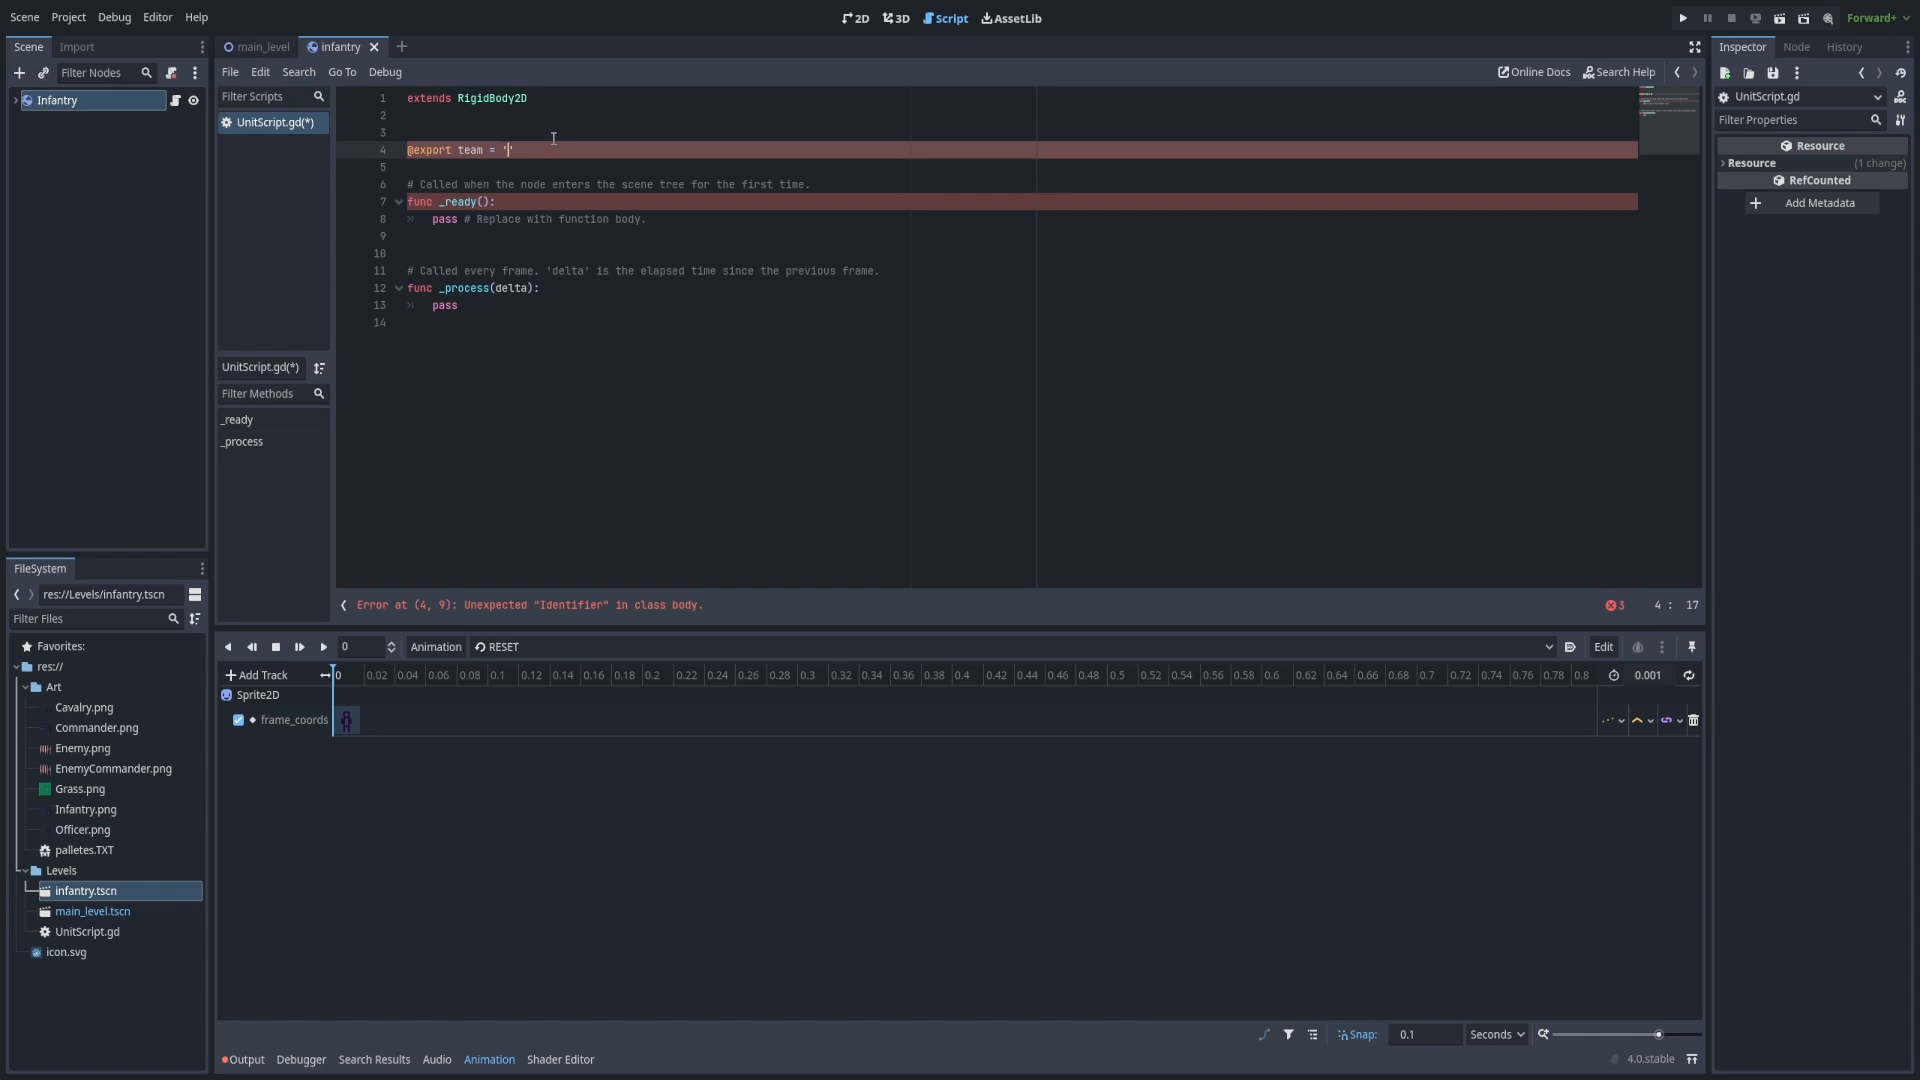 Scene Project Debug Editor Help
2D 3D Script AssetLib
Forward+
Scene Import
main_level infantry
Inspector Node History
Filter Nodes
File Edit Search Go To Debug
Online Docs Search Help
Infantry
Filter Scripts
UnitScript.gd(*)
UnitScript.gd(*)
Filter Methods
_ready
_process
1 extends RigidBody2D
2
3
4 @export team = ''
5
6 # Called when the node enters the scene tree for the first time.
7 func _ready():
8 pass # Replace with function body.
9
10
11 # Called every frame. 'delta' is the elapsed time since the previous frame.
12 func _process(delta):
13 pass
14
Error at (4, 9): Unexpected "Identifier" in class body.
3 4 : 17
UnitScript.gd
Filter Properties
Resource
Resource (1 change)
RefCounted
Add Metadata
FileSystem
res://Levels/infantry.tscn
Filter Files
Favorites:
res://
Art
Cavalry.png
Commander.png
Enemy.png
EnemyCommander.png
Grass.png
Infantry.png
Officer.png
palletes.TXT
Levels
infantry.tscn
main_level.tscn
UnitScript.gd
icon.svg
0 Animation RESET Edit
Add Track 0 0.02 0.04 0.06 0.08 0.1 0.12 0.14 0.16 0.18 0.2 0.22 0.24 0.26 0.28 0.3 0.32 0.34 0.36 0.38 0.4 0.42 0.44 0.46 0.48 0.5 0.52 0.54 0.56 0.58 0.6 0.62 0.64 0.66 0.68 0.7 0.72 0.74 0.76 0.78 0.8 0.001
Sprite2D
frame_coords
Snap: 0.1 Seconds
Output Debugger Search Results Audio Animation Shader Editor
4.0.stable